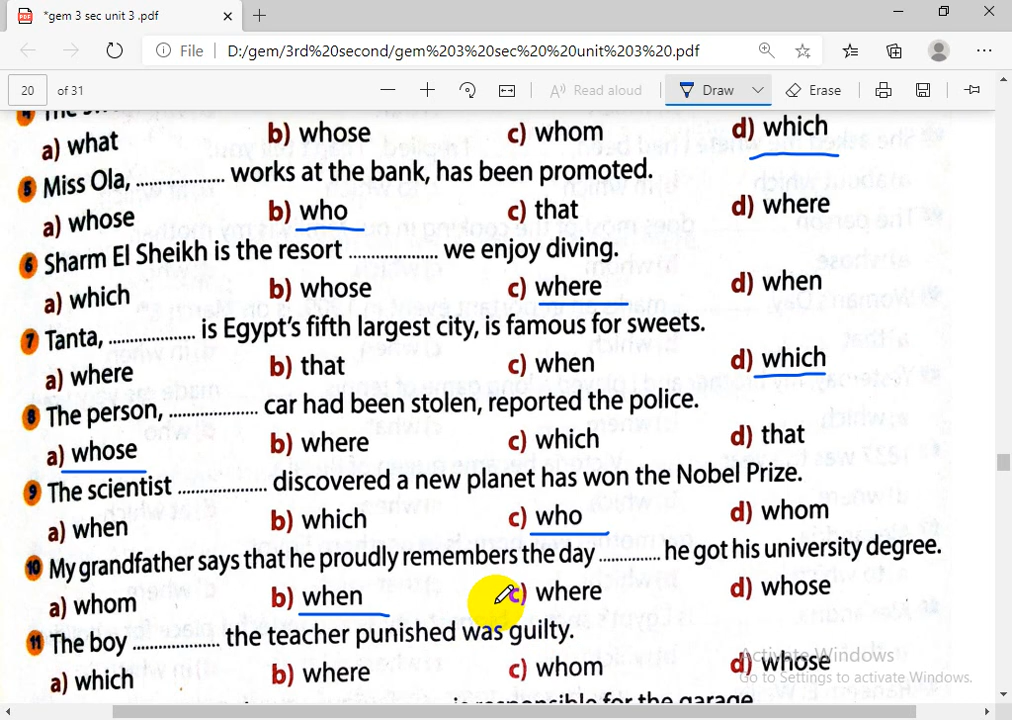 *gem 3 sec unit 3 .pdf
File D:/gem/3rd%20second/gem%203%20sec%20%20unit%203%20.pdf
20 of 31 Read aloud Draw Erase
4
a) what b) whose c) whom d) which
5 Miss Ola, .................... works at the bank, has been promoted.
a) whose b) who c) that d) where
6 Sharm El Sheikh is the resort .................... we enjoy diving.
a) which b) whose c) where d) when
7 Tanta, .................... is Egypt's fifth largest city, is famous for sweets.
a) where b) that c) when d) which
8 The person, .................... car had been stolen, reported the police.
a) whose b) where c) which d) that
9 The scientist .................... discovered a new planet has won the Nobel Prize.
a) when b) which c) who d) whom
10 My grandfather says that he proudly remembers the day .............. he got his university degree.
a) whom b) when c) where d) whose
11 The boy .................... the teacher punished was guilty.
a) which b) where c) whom d) whose
Activate Windows
Go to Settings to activate Windows.
is responsible for the garage